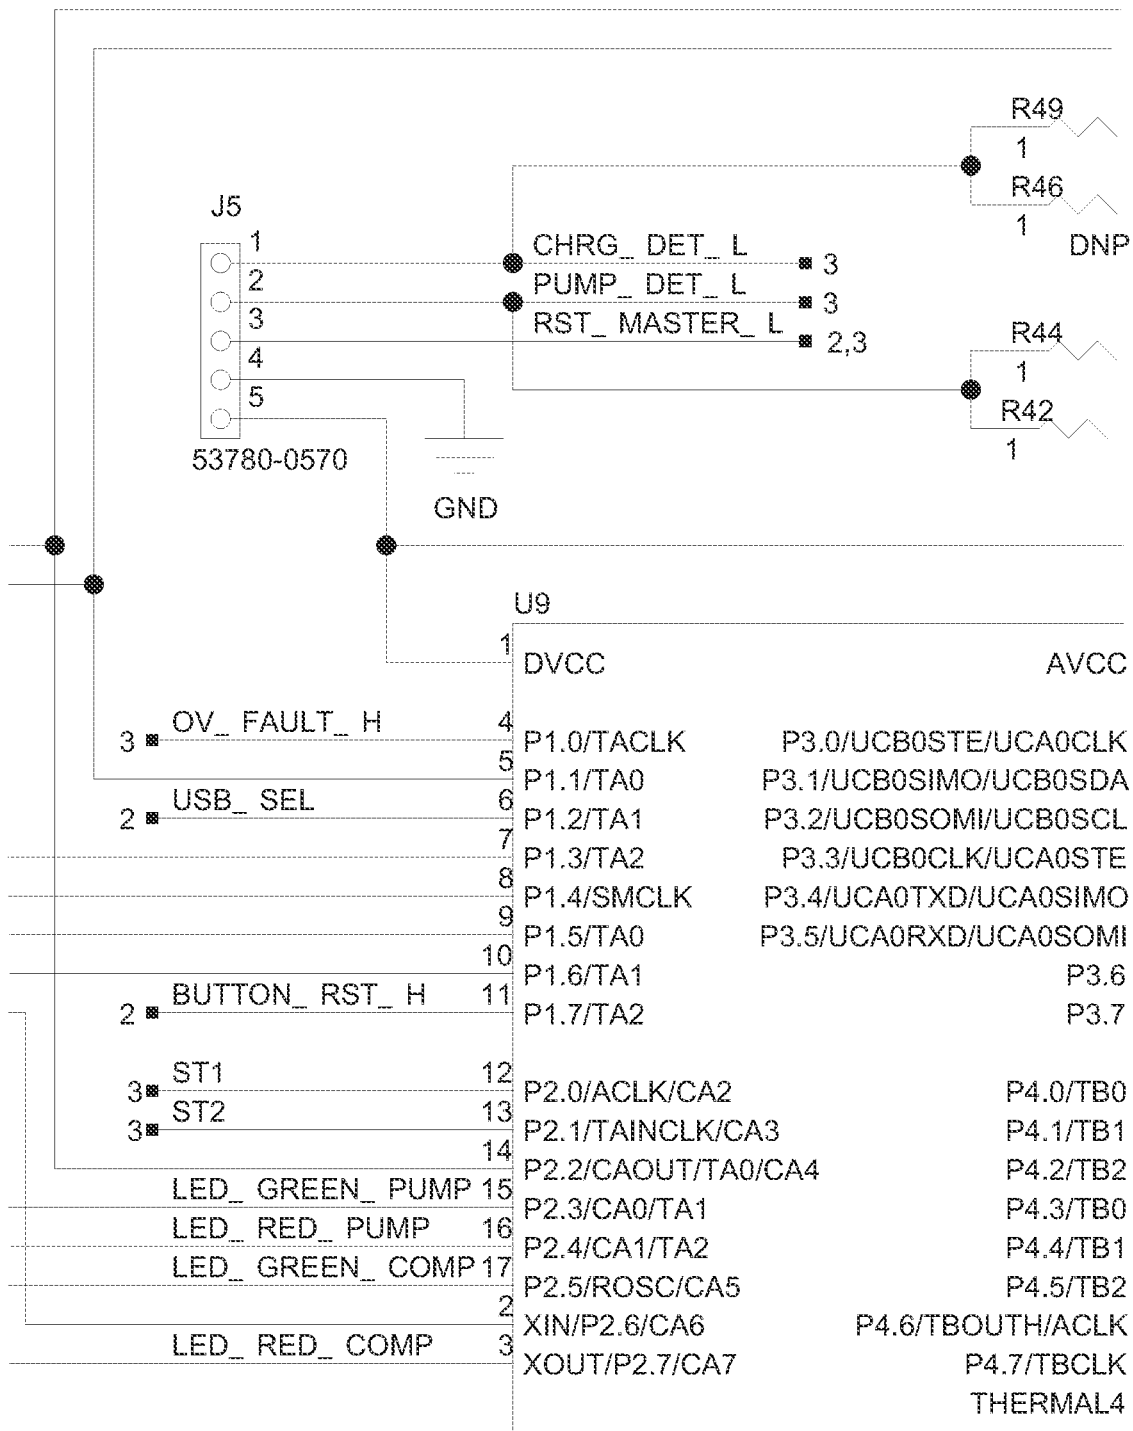 R49
1
R46
1
DNP
J5
1
CHRG_ DET_ L
3
2
PUMP_ DET_ L
3
3
RST_ MASTER_ L
2,3
R44
1
4
5
R42
1
53780-0570
GND
U9
1
DVCC
AVCC
OV_ FAULT_ H
4
3
P1.0/TACLK
P3.0/UCB0STE/UCA0CLK
5
P1.1/TA0
P3.1/UCB0SIMO/UCB0SDA
USB_ SEL
6
2
P1.2/TA1
P3.2/UCB0SOMI/UCB0SCL
7
P1.3/TA2
P3.3/UCB0CLK/UCA0STE
8
P1.4/SMCLK
P3.4/UCA0TXD/UCA0SIMO
9
P1.5/TA0
P3.5/UCA0RXD/UCA0SOMI
10
P1.6/TA1
P3.6
BUTTON_ RST_ H
11
2
P1.7/TA2
P3.7
ST1
12
3
P2.0/ACLK/CA2
P4.0/TB0
ST2
13
3
P2.1/TAINCLK/CA3
P4.1/TB1
14
P2.2/CAOUT/TA0/CA4
P4.2/TB2
LED_ GREEN_ PUMP
15
P2.3/CA0/TA1
P4.3/TB0
LED_ RED_ PUMP
16
P2.4/CA1/TA2
P4.4/TB1
LED_ GREEN_ COMP
17
P2.5/ROSC/CA5
P4.5/TB2
2
XIN/P2.6/CA6
P4.6/TBOUTH/ACLK
LED_ RED_ COMP
3
XOUT/P2.7/CA7
P4.7/TBCLK
THERMAL4